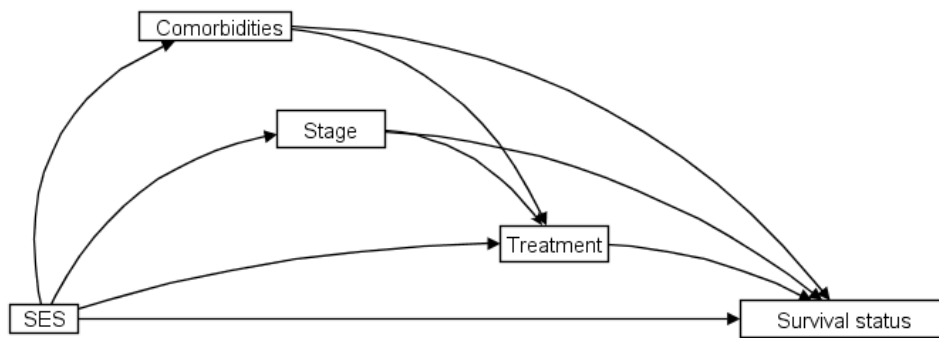 Comorbidities
Stage
Treatment
SES
Survival status